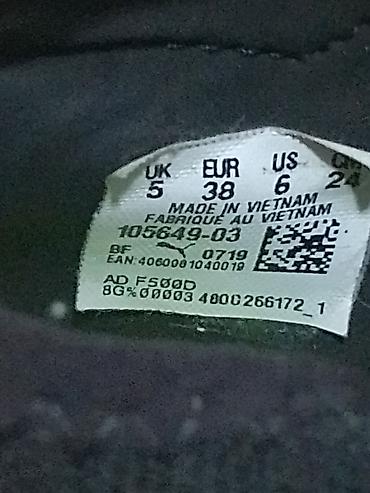 UK EUR US CM
5 38 6 24
MADE IN VIETNAM
FABRIQUE AU VIETNAM
105649-03
BF 0719
EAN:4060981040019
AD F500D
8G%00003 4800266172_1